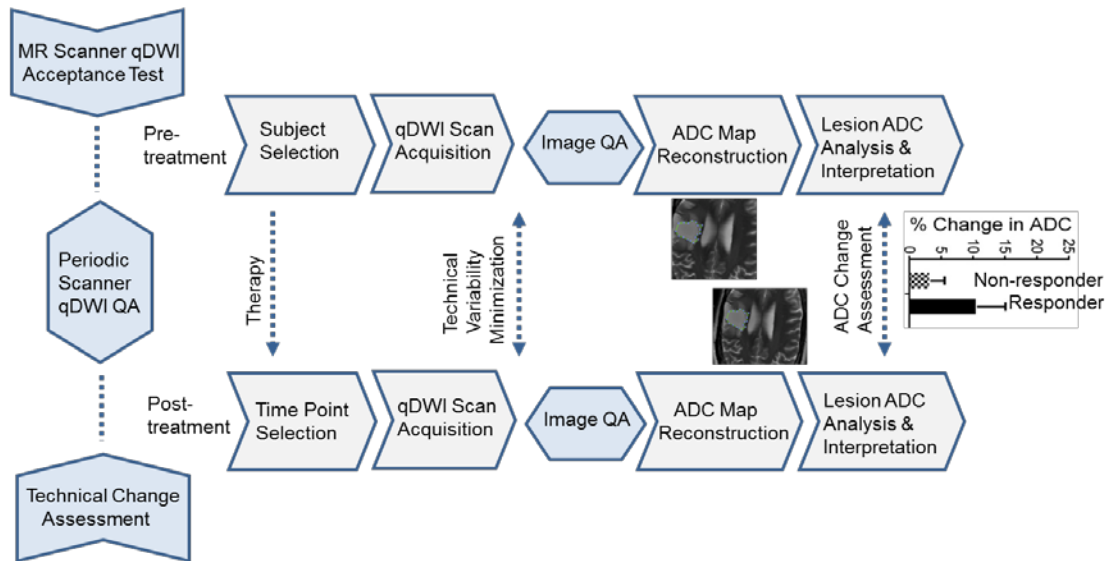 MR Scanner qDWI
Acceptance Test
Periodic
Scanner
qDWI QA
Technical Change
Assessment
Pre-
treatment
Subject
Selection
qDWI Scan
Acquisition
Image QA
ADC Map
Reconstruction
Lesion ADC
Analysis &
Interpretation
Therapy
Technical
Variability
Minimization
ADC Change
Assessment
% Change in ADC
0 5 10 15 20 25
Non-responder
Responder
Post-
treatment
Time Point
Selection
qDWI Scan
Acquisition
Image QA
ADC Map
Reconstruction
Lesion ADC
Analysis &
Interpretation